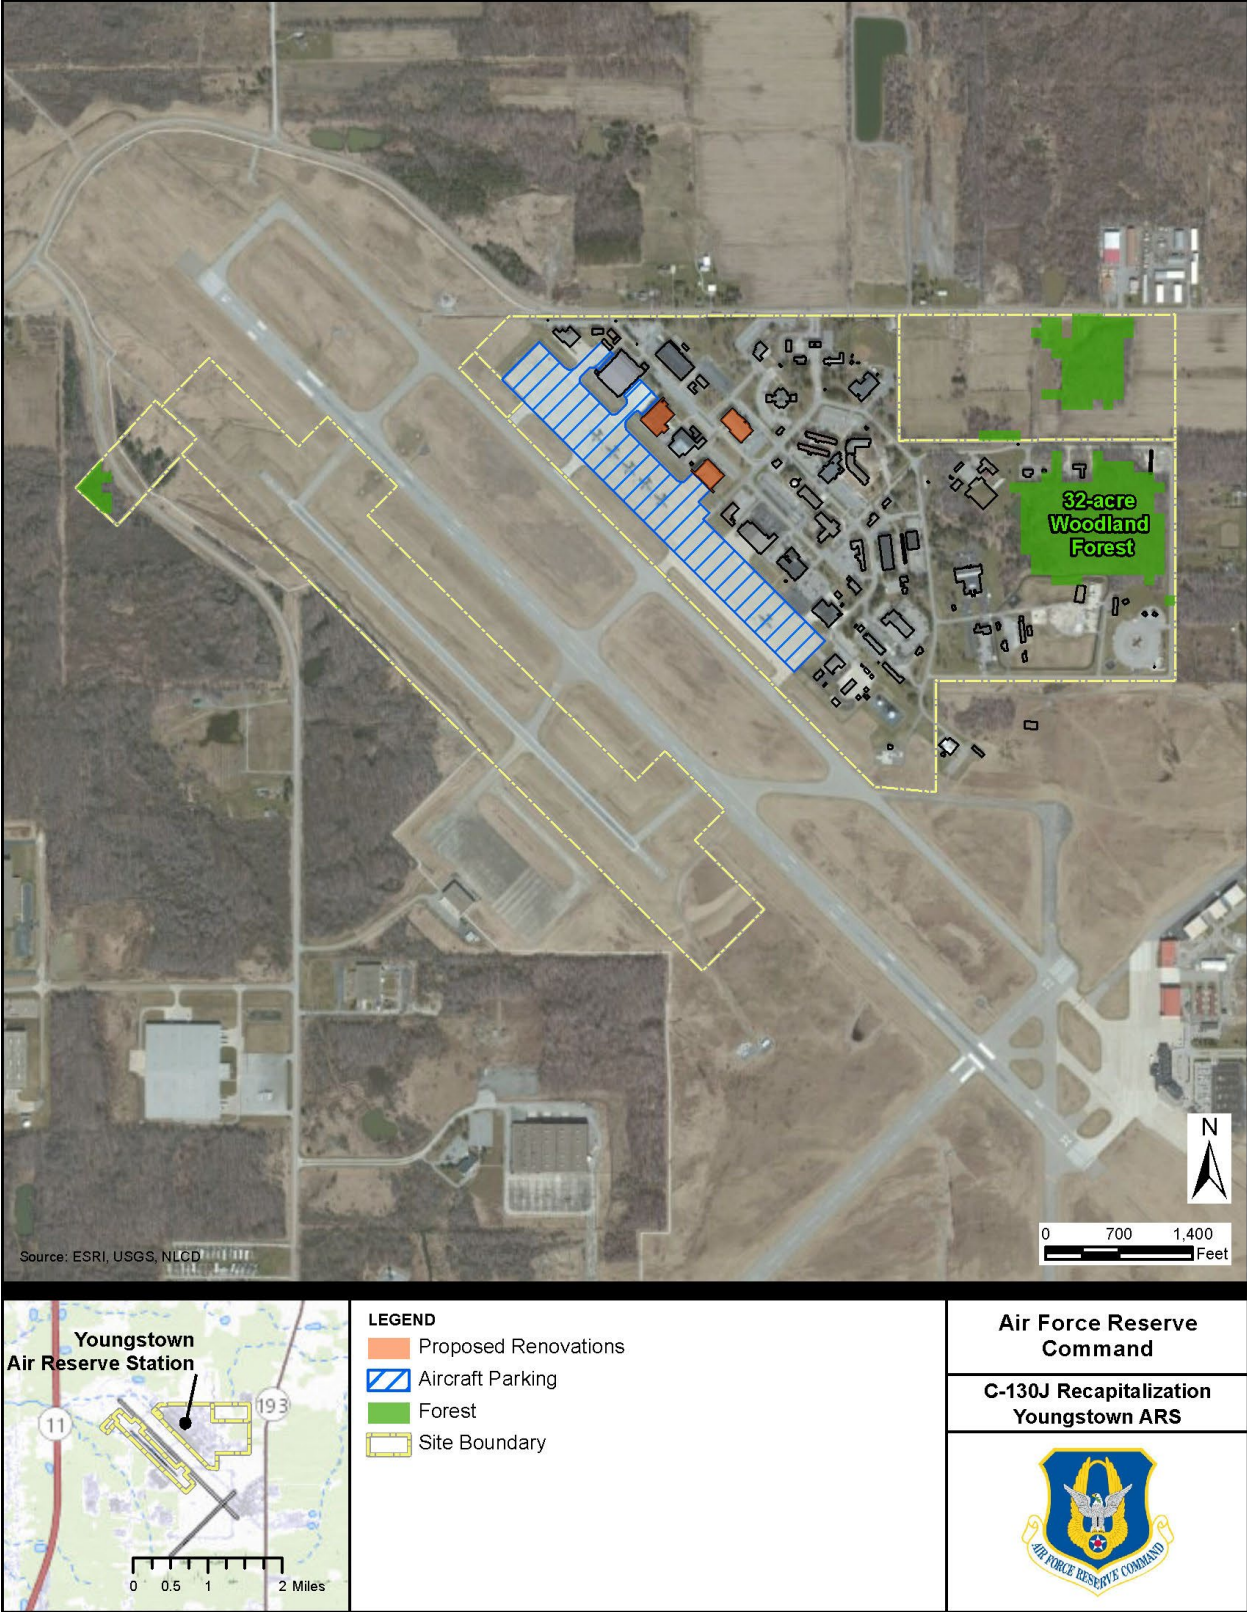 32-acre
Woodland
Forest
N
0 700 1,400
Feet
Source: ESRI, USGS, NLCD
Youngstown
Air Reserve Station
11
193
0 0.5 1 2 Miles
LEGEND
Proposed Renovations
Aircraft Parking
Forest
Site Boundary
Air Force Reserve
Command
C-130J Recapitalization
Youngstown ARS
AIR FORCE RESERVE COMMAND